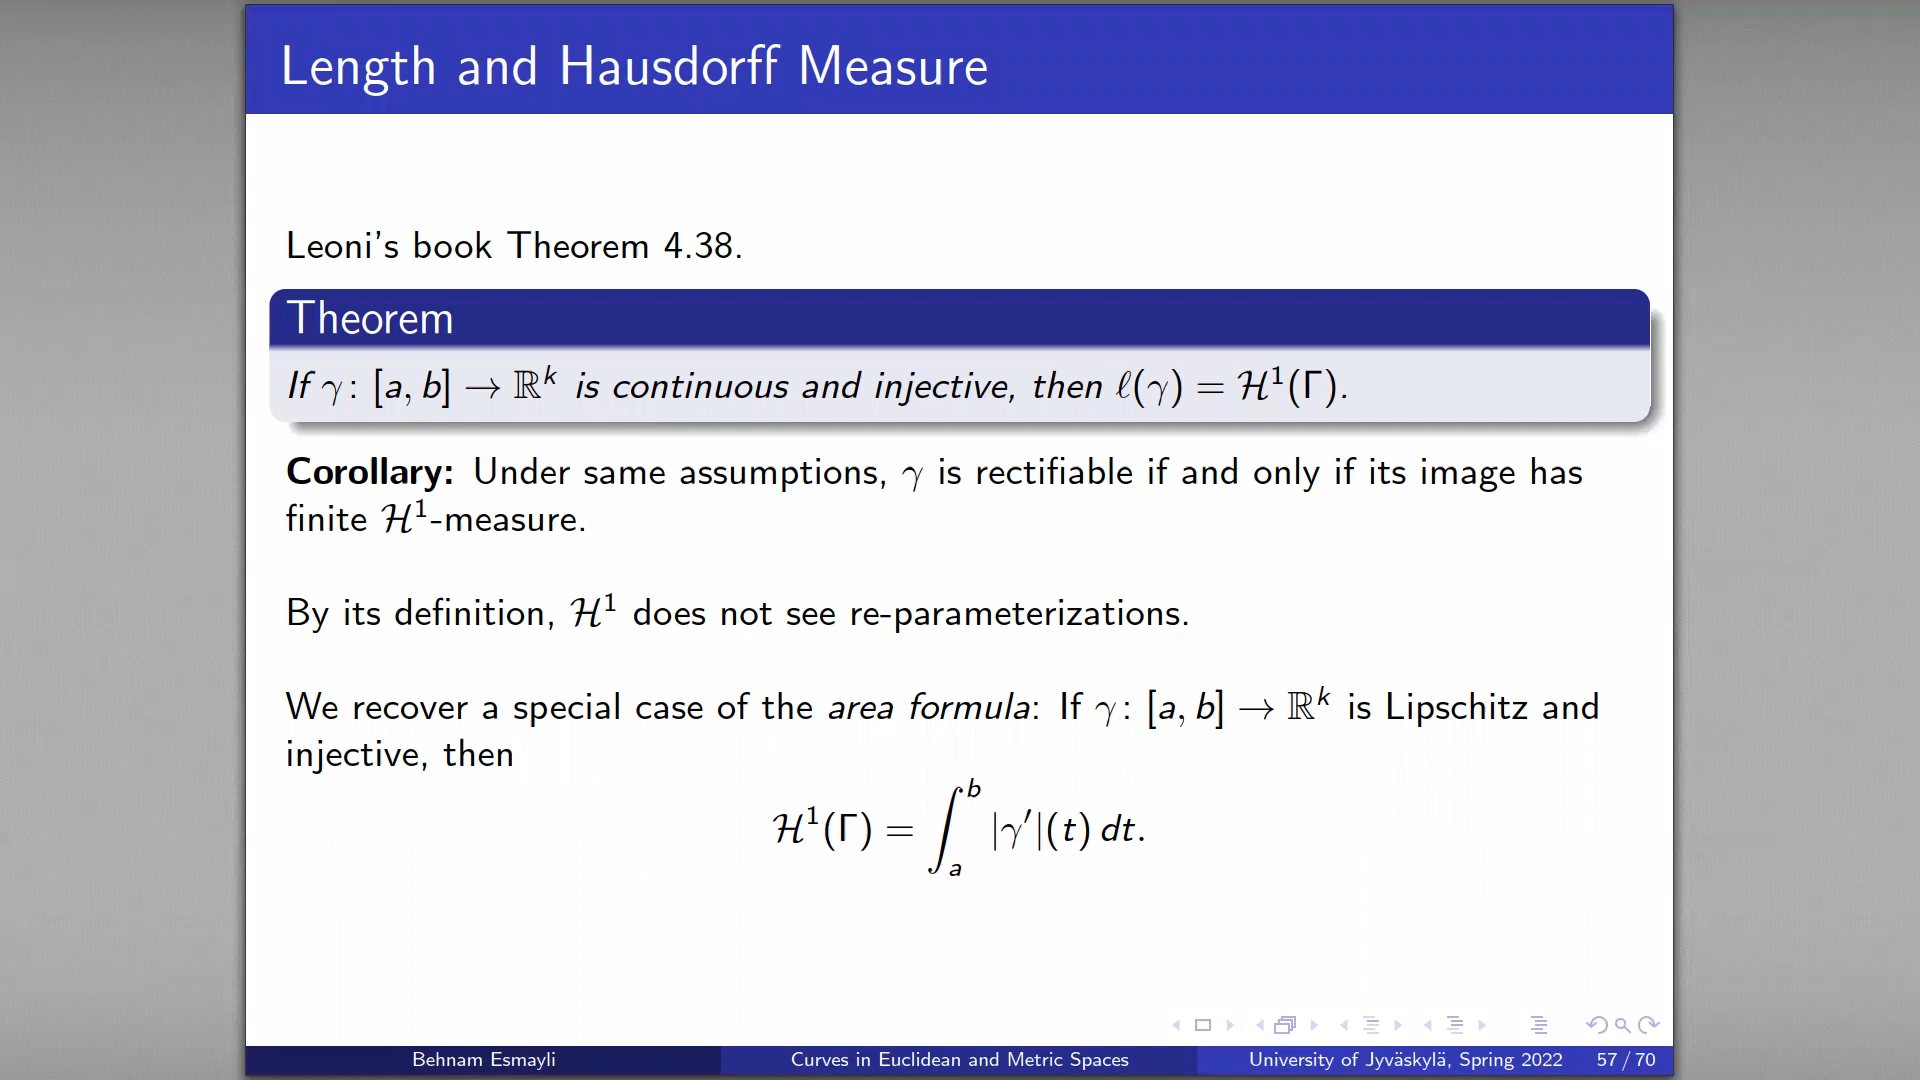 Length and Hausdorff Measure
Leoni's book Theorem 4.38.
Theorem
If γ: [a, b] → ℝ^k is continuous and injective, then ℓ(γ) = ℋ¹(Γ).
Corollary: Under same assumptions, γ is rectifiable if and only if its image has
finite ℋ¹-measure.
By its definition, ℋ¹ does not see re-parameterizations.
We recover a special case of the area formula: If γ: [a, b] → ℝ^k is Lipschitz and
injective, then
ℋ¹(Γ) = ∫_a^b |γ′|(t) dt.
Behnam Esmayli Curves in Euclidean and Metric Spaces University of Jyväskylä, Spring 2022 57 / 70